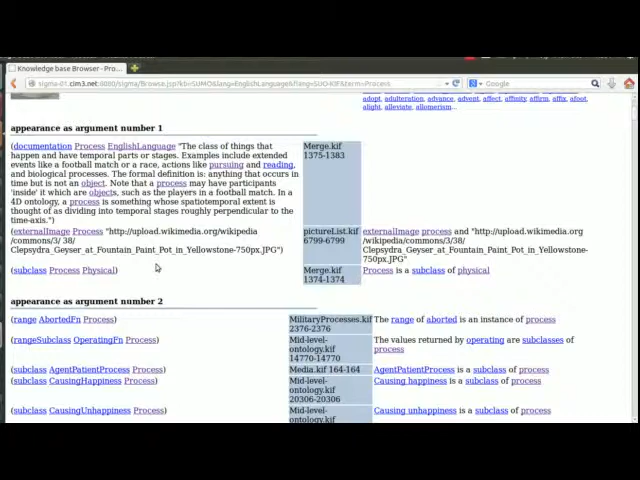 Knowledge base Browser - Pro...
sigma-01.cim3.net:8080/sigma/Browse.jsp?kb=SUMO&lang=EnglishLanguage&flang=SUO-KIF&term=Process
Google
adopt, adulteration, advance, advent, affect, affinity, affirm, affix, afoot,
alight, alleviate, allomerism...
appearance as argument number 1
(documentation Process EnglishLanguage "The class of things that
happen and have temporal parts or stages. Examples include extended
events like a football match or a race, actions like pursuing and reading,
and biological processes. The formal definition is: anything that occurs in
time but is not an object. Note that a process may have participants
'inside' it which are objects, such as the players in a football match. In a
4D ontology, a process is something whose spatiotemporal extent is
thought of as dividing into temporal stages roughly perpendicular to the
time-axis.")
Merge.kif
1375-1383
(externalImage Process "http://upload.wikimedia.org/wikipedia
/commons/3/ 38/
Clepsydra_Geyser_at_Fountain_Paint_Pot_in_Yellowstone-750px.JPG")
pictureList.kif
6799-6799
externalImage process and "http://upload.wikimedia.org
/wikipedia/commons/3/38/
Clepsydra_Geyser_at_Fountain_Paint_Pot_in_Yellowstone-
750px.JPG"
(subclass Process Physical)
Merge.kif
1374-1374
Process is a subclass of physical
appearance as argument number 2
(range AbortedFn Process)
MilitaryProcesses.kif
2376-2376
The range of aborted is an instance of process
(rangeSubclass OperatingFn Process)
Mid-level-
ontology.kif
14770-14770
The values returned by operating are subclasses of
process
(subclass AgentPatientProcess Process)
Media.kif 164-164
AgentPatientProcess is a subclass of process
(subclass CausingHappiness Process)
Mid-level-
ontology.kif
20306-20306
Causing happiness is a subclass of process
(subclass CausingUnhappiness Process)
Mid-level-
ontology.kif
Causing unhappiness is a subclass of process